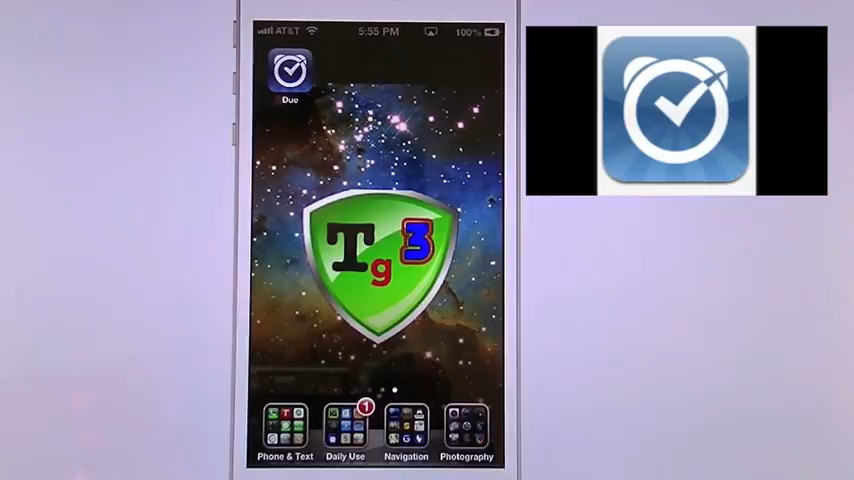 AT&T 5:55 PM 100%
Due
Tg3
1
Phone & Text Daily Use Navigation Photography